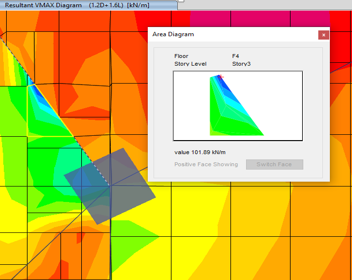 Resultant VMAX Diagram (1.2D+1.6L) [kN/m]
Area Diagram
Floor F4
Story Level Story3
value 101.89 kN/m
Positive Face Showing Switch Face